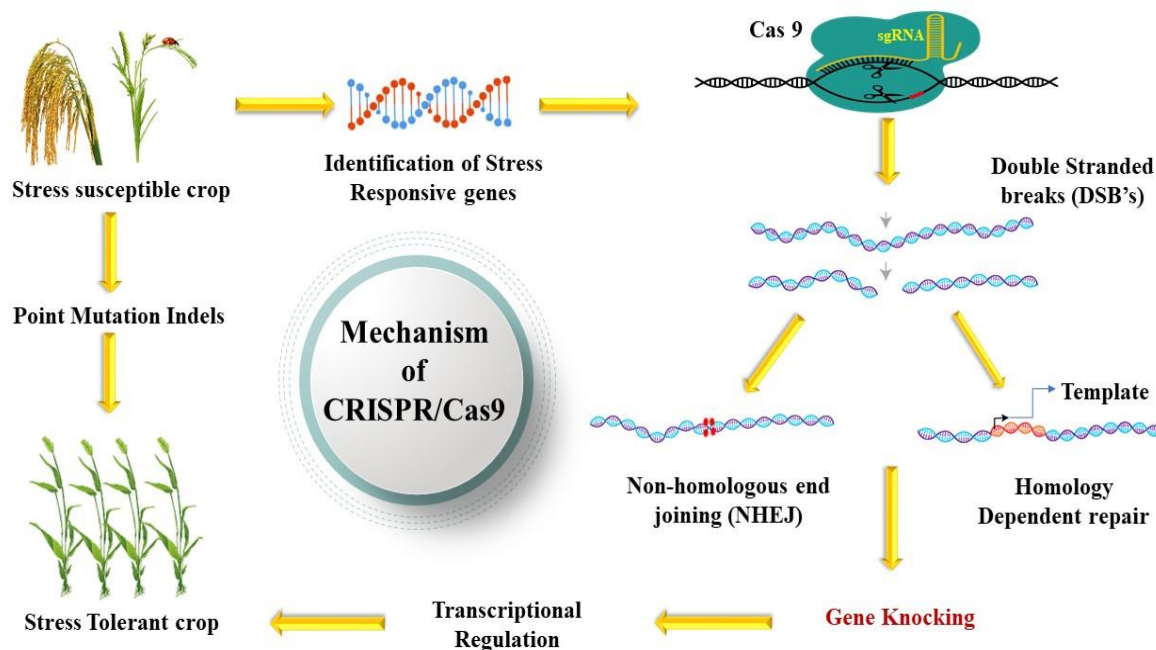 Cas 9
sgRNA
Stress susceptible crop
Identification of Stress
Responsive genes
Double Stranded
breaks (DSB's)
Point Mutation Indels
Mechanism
of
CRISPR/Cas9
Template
Non-homologous end
joining (NHEJ)
Homology
Dependent repair
Stress Tolerant crop
Transcriptional
Regulation
Gene Knocking